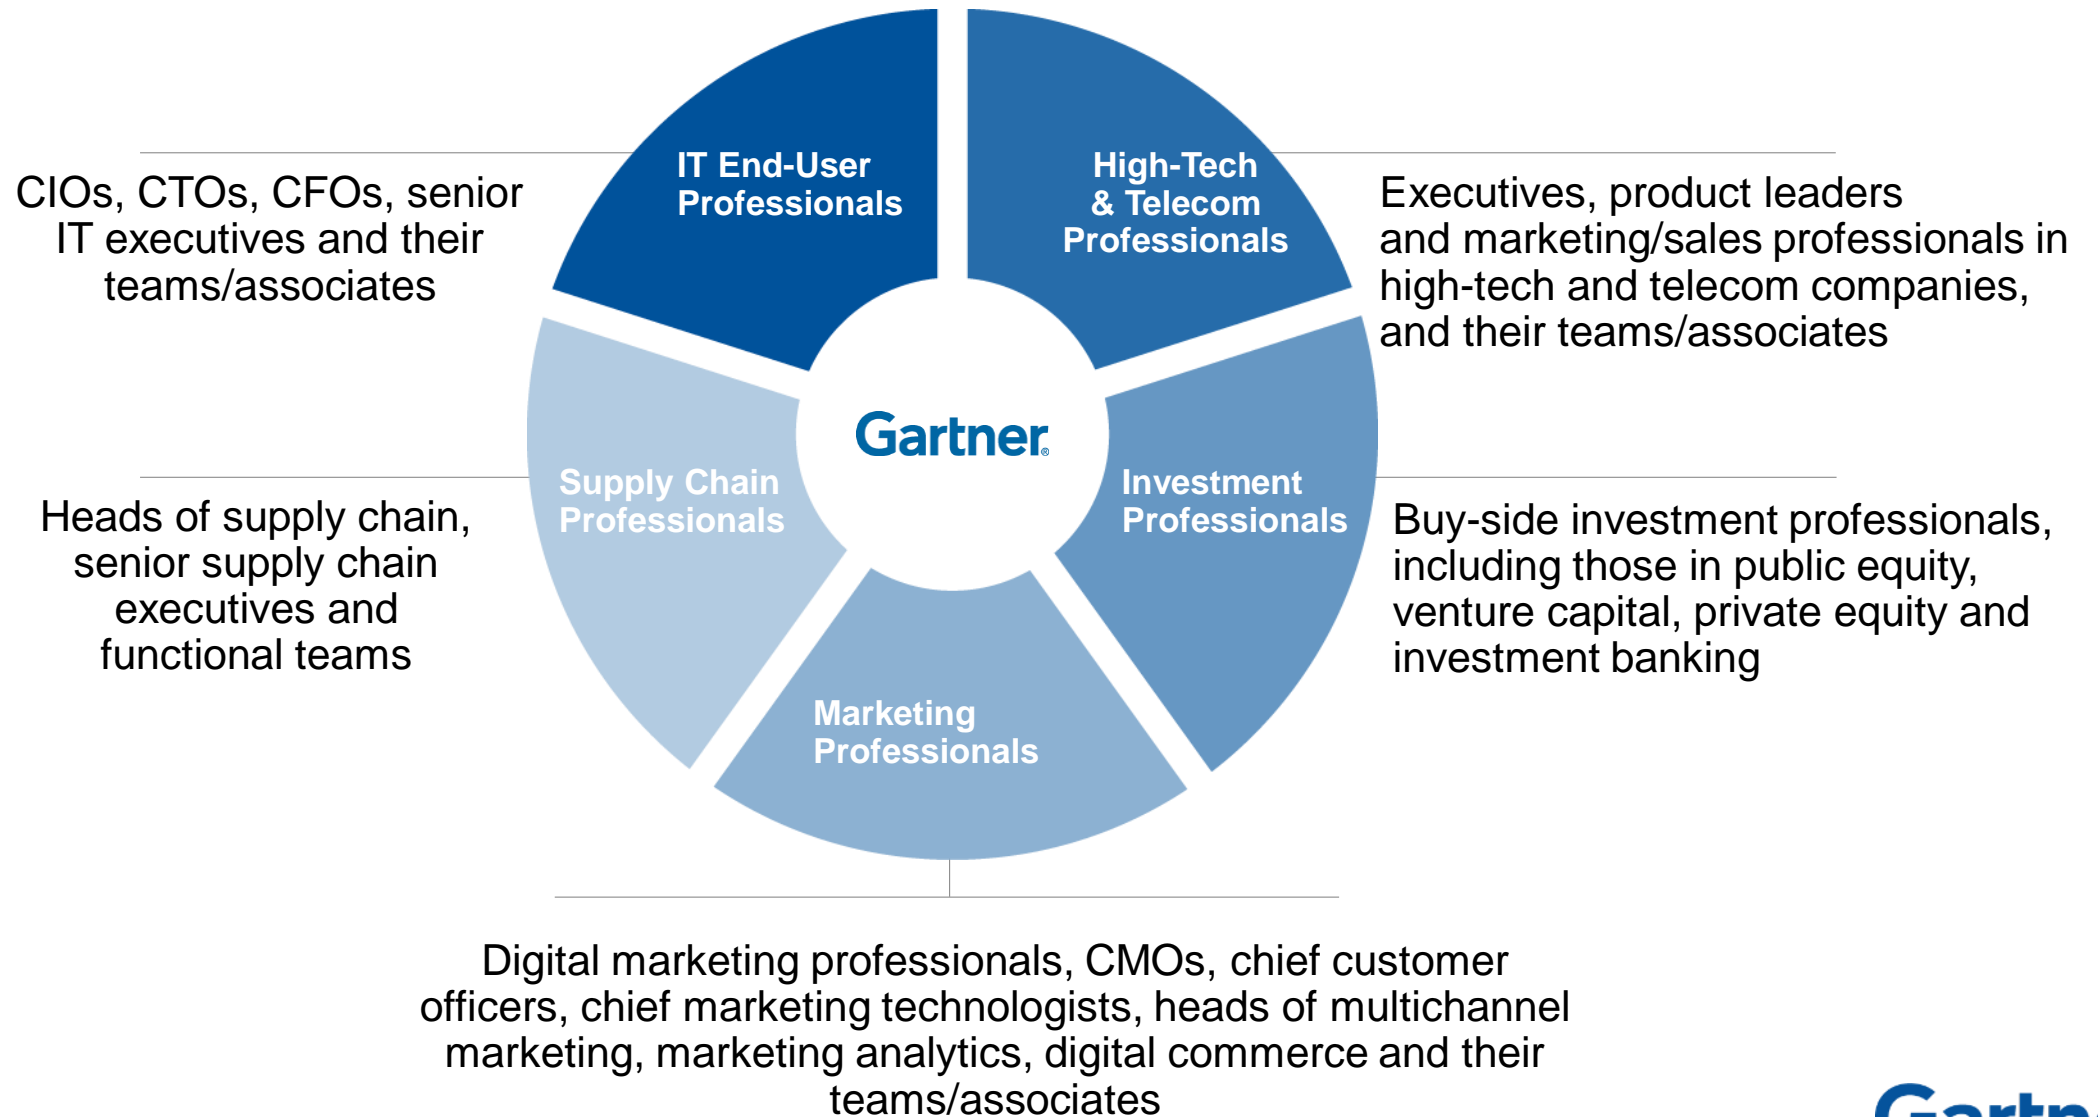 IT End-User
Professionals
High-Tech
& Telecom
Professionals
CIOs, CTOs, CFOs, senior
IT executives and their
teams/associates
Executives, product leaders
and marketing/sales professionals in
high-tech and telecom companies,
and their teams/associates
Gartner®
Supply Chain
Professionals
Investment
Professionals
Heads of supply chain,
senior supply chain
executives and
functional teams
Buy-side investment professionals,
including those in public equity,
venture capital, private equity and
investment banking
Marketing
Professionals
Digital marketing professionals, CMOs, chief customer
officers, chief marketing technologists, heads of multichannel
marketing, marketing analytics, digital commerce and their
teams/associates